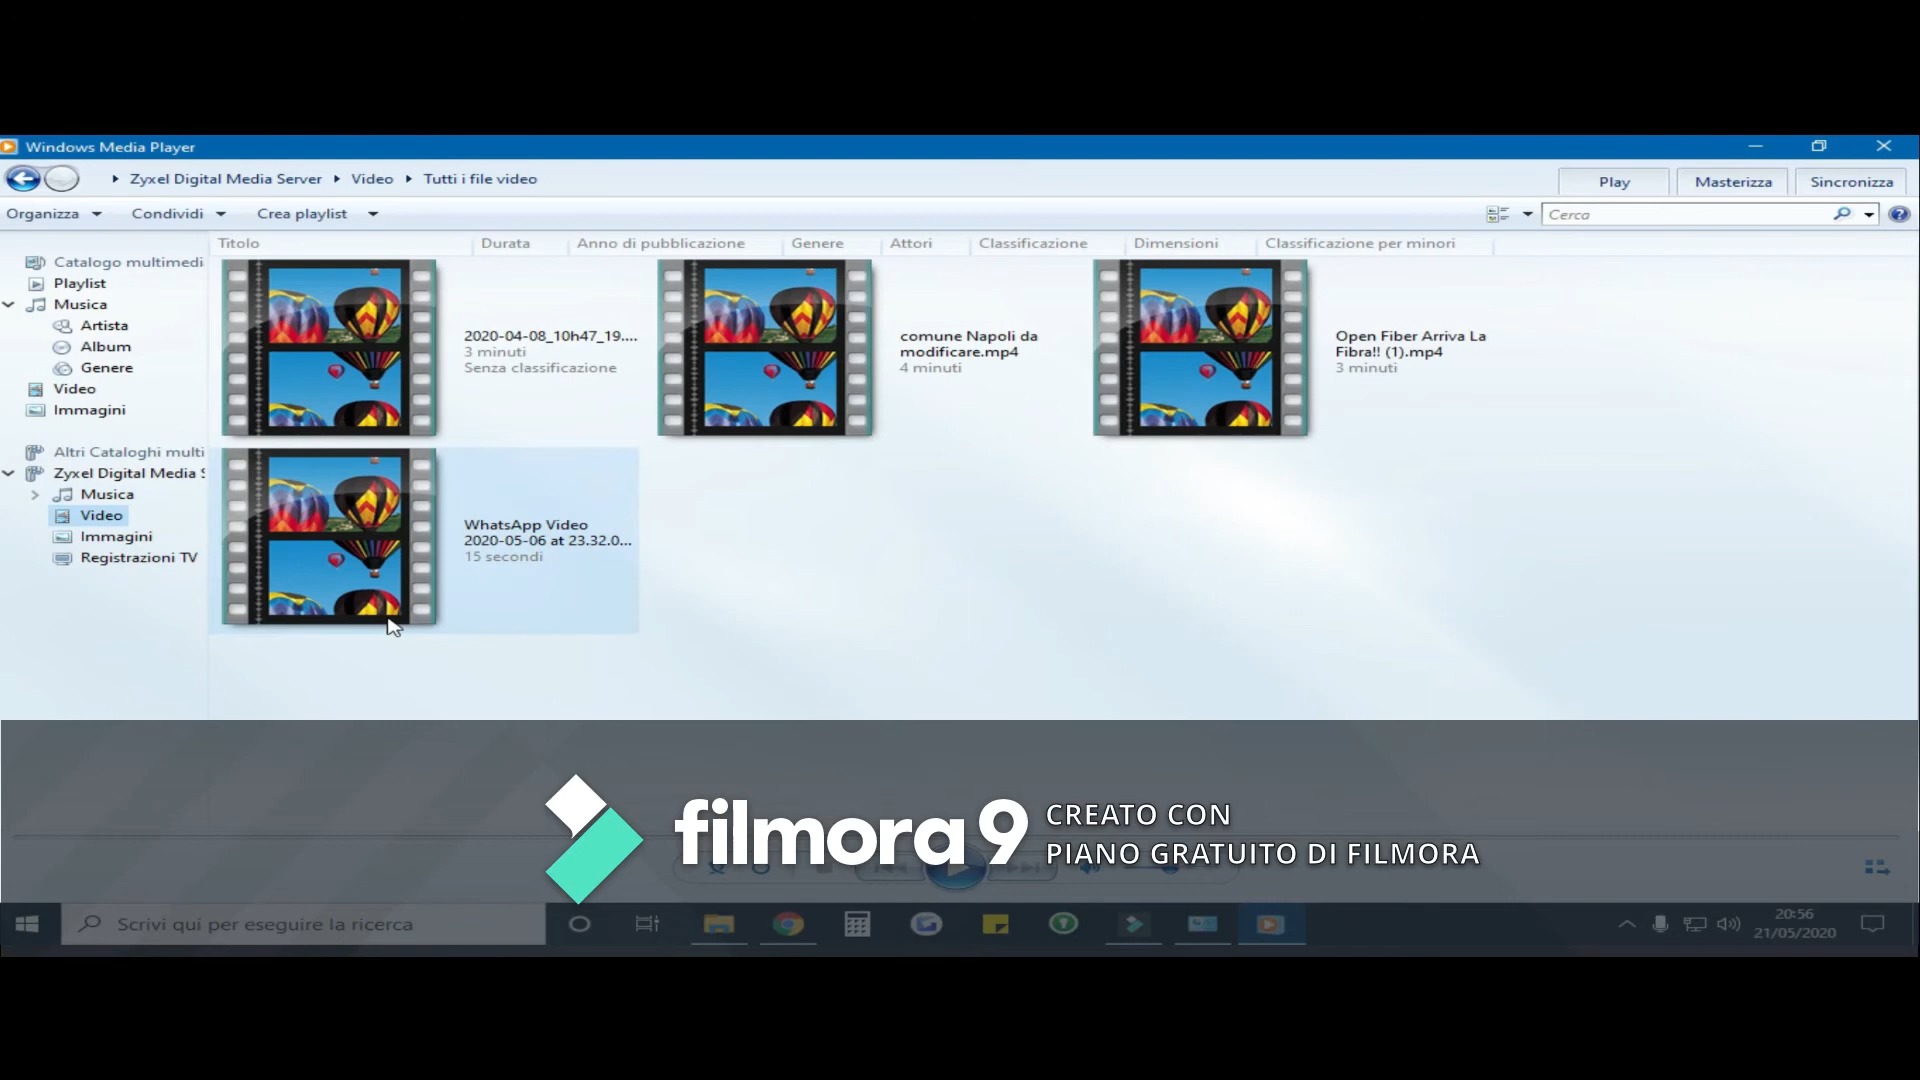 Windows Media Player
Zyxel Digital Media Server Video Tutti i file video
Play Masterizza Sincronizza
Organizza Condividi Crea playlist Cerca
Titolo Durata Anno di pubblicazione Genere Attori Classificazione Dimensioni Classificazione per minori
Catalogo multimedi
Playlist
Musica
Artista
Album
Genere
Video
Immagini
Altri Cataloghi multi
Zyxel Digital Media S
Musica
Video
Immagini
Registrazioni TV
2020-04-08_10h47_19....
3 minuti
Senza classificazione
comune Napoli da
modificare.mp4
4 minuti
Open Fiber Arriva La
Fibra!! (1).mp4
3 minuti
WhatsApp Video
2020-05-06 at 23.32.0...
15 secondi
filmora9
CREATO CON
PIANO GRATUITO DI FILMORA
Scrivi qui per eseguire la ricerca
20:56
21/05/2020